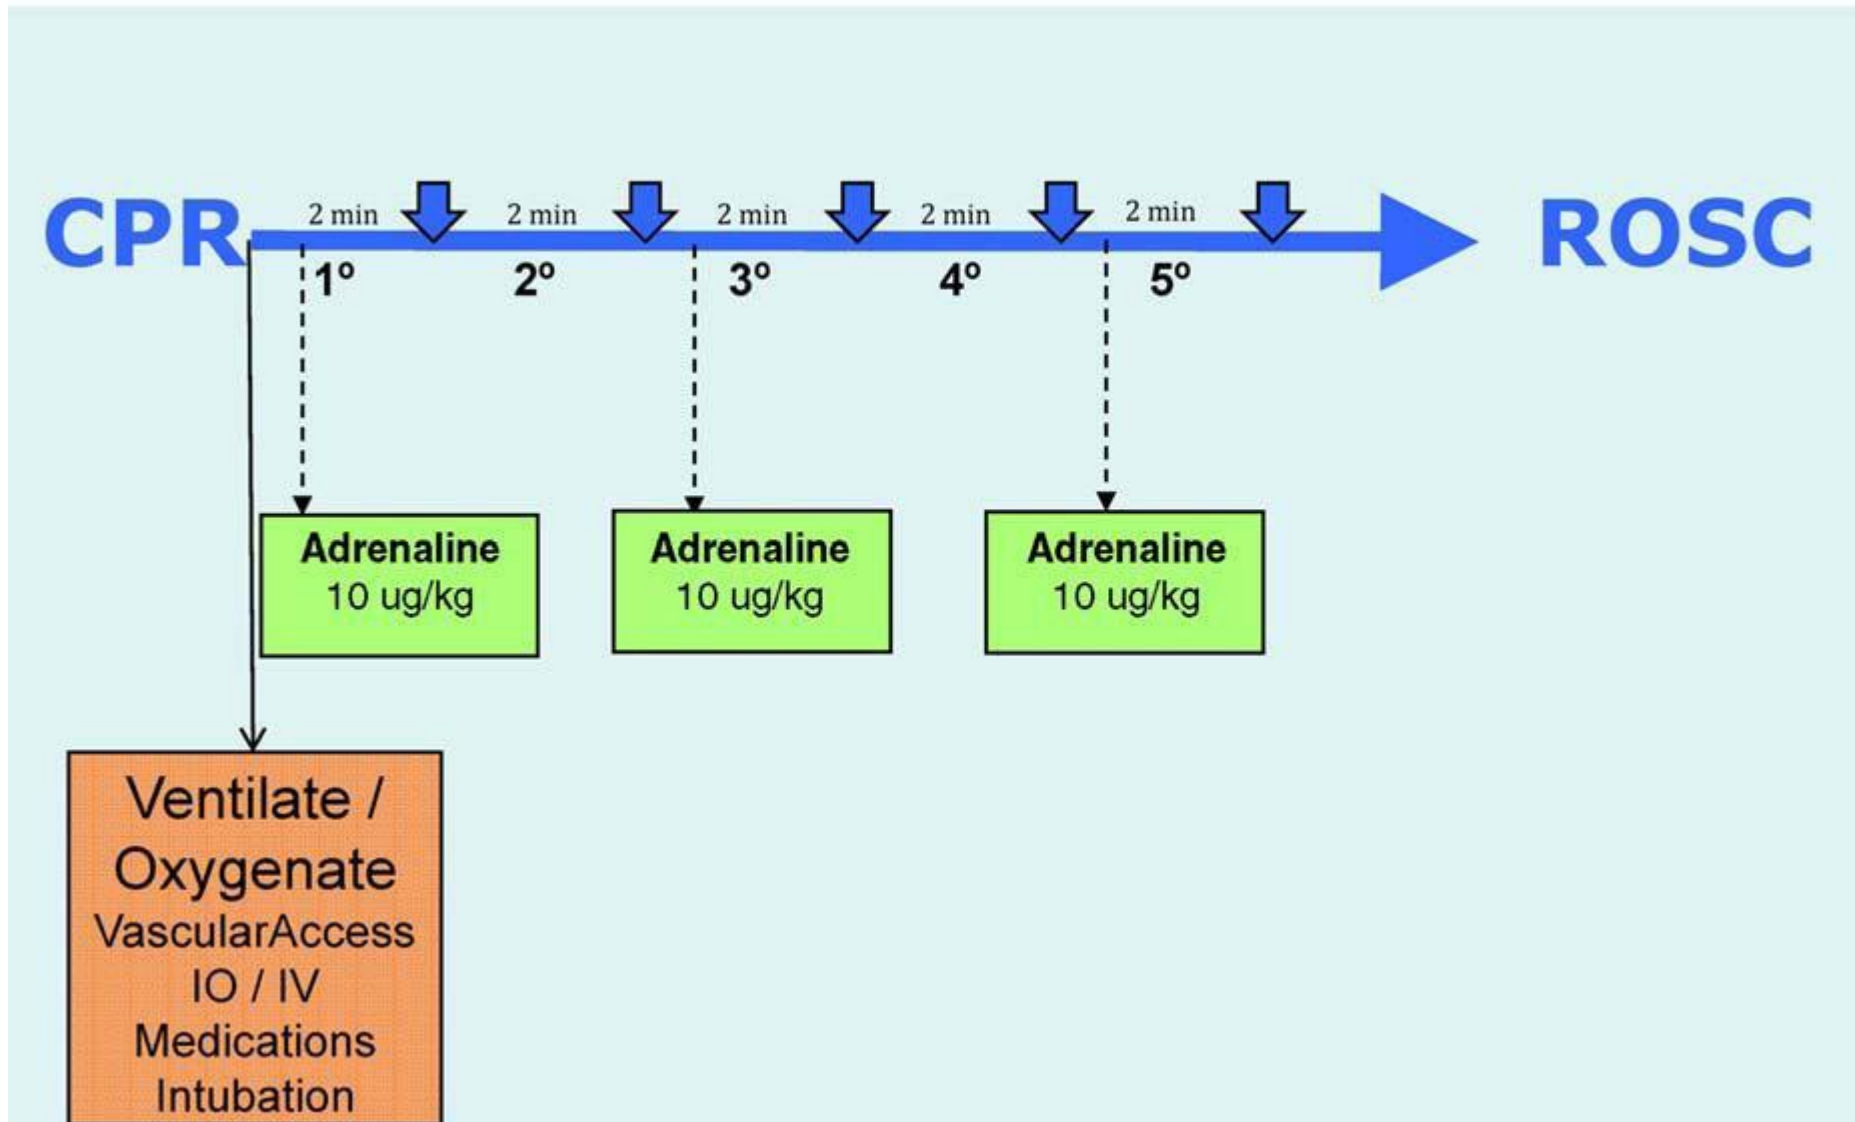 CPR
2 min
2 min
2 min
2 min
2 min
ROSC
1º
2º
3º
4º
5º
Adrenaline
10 ug/kg
Adrenaline
10 ug/kg
Adrenaline
10 ug/kg
Ventilate /
Oxygenate
VascularAccess
IO / IV
Medications
Intubation